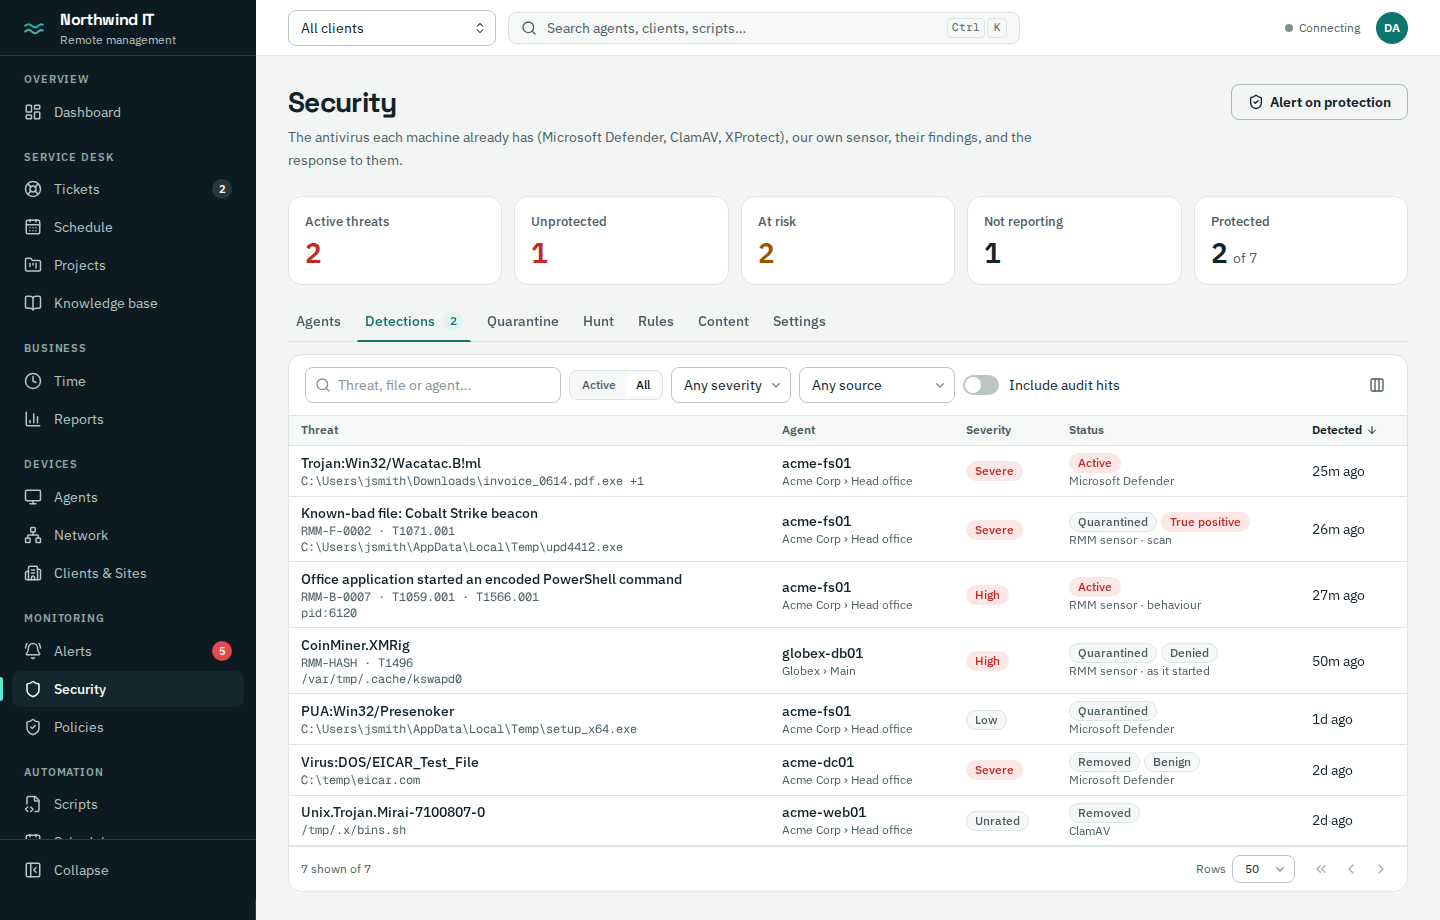 Northwind IT
Remote management
OVERVIEW
Dashboard
SERVICE DESK
Tickets 2
Schedule
Projects
Knowledge base
BUSINESS
Time
Reports
DEVICES
Agents
Network
Clients & Sites
MONITORING
Alerts 5
Security
Policies
AUTOMATION
Scripts
Collapse
All clients
Search agents, clients, scripts...
Ctrl K
Connecting
DA
Security
Alert on protection
The antivirus each machine already has (Microsoft Defender, ClamAV, XProtect), our own sensor, their findings, and the
response to them.
Active threats
2
Unprotected
1
At risk
2
Not reporting
1
Protected
2 of 7
Agents Detections 2 Quarantine Hunt Rules Content Settings
Threat, file or agent...
Active All
Any severity
Any source
Include audit hits
Threat Agent Severity Status Detected
Trojan:Win32/Wacatac.B!ml
C:\Users\jsmith\Downloads\invoice_0614.pdf.exe +1
acme-fs01
Acme Corp › Head office
Severe
Active
Microsoft Defender
25m ago
Known-bad file: Cobalt Strike beacon
RMM-F-0002 · T1071.001
C:\Users\jsmith\AppData\Local\Temp\upd4412.exe
acme-fs01
Acme Corp › Head office
Severe
Quarantined True positive
RMM sensor · scan
26m ago
Office application started an encoded PowerShell command
RMM-B-0007 · T1059.001 · T1566.001
pid:6120
acme-fs01
Acme Corp › Head office
High
Active
RMM sensor · behaviour
27m ago
CoinMiner.XMRig
RMM-HASH · T1496
/var/tmp/.cache/kswapd0
globex-db01
Globex › Main
High
Quarantined Denied
RMM sensor · as it started
50m ago
PUA:Win32/Presenoker
C:\Users\jsmith\AppData\Local\Temp\setup_x64.exe
acme-fs01
Acme Corp › Head office
Low
Quarantined
Microsoft Defender
1d ago
Virus:DOS/EICAR_Test_File
C:\temp\eicar.com
acme-dc01
Acme Corp › Head office
Severe
Removed Benign
Microsoft Defender
2d ago
Unix.Trojan.Mirai-7100807-0
/tmp/.x/bins.sh
acme-web01
Acme Corp › Head office
Unrated
Removed
ClamAV
2d ago
7 shown of 7
Rows 50